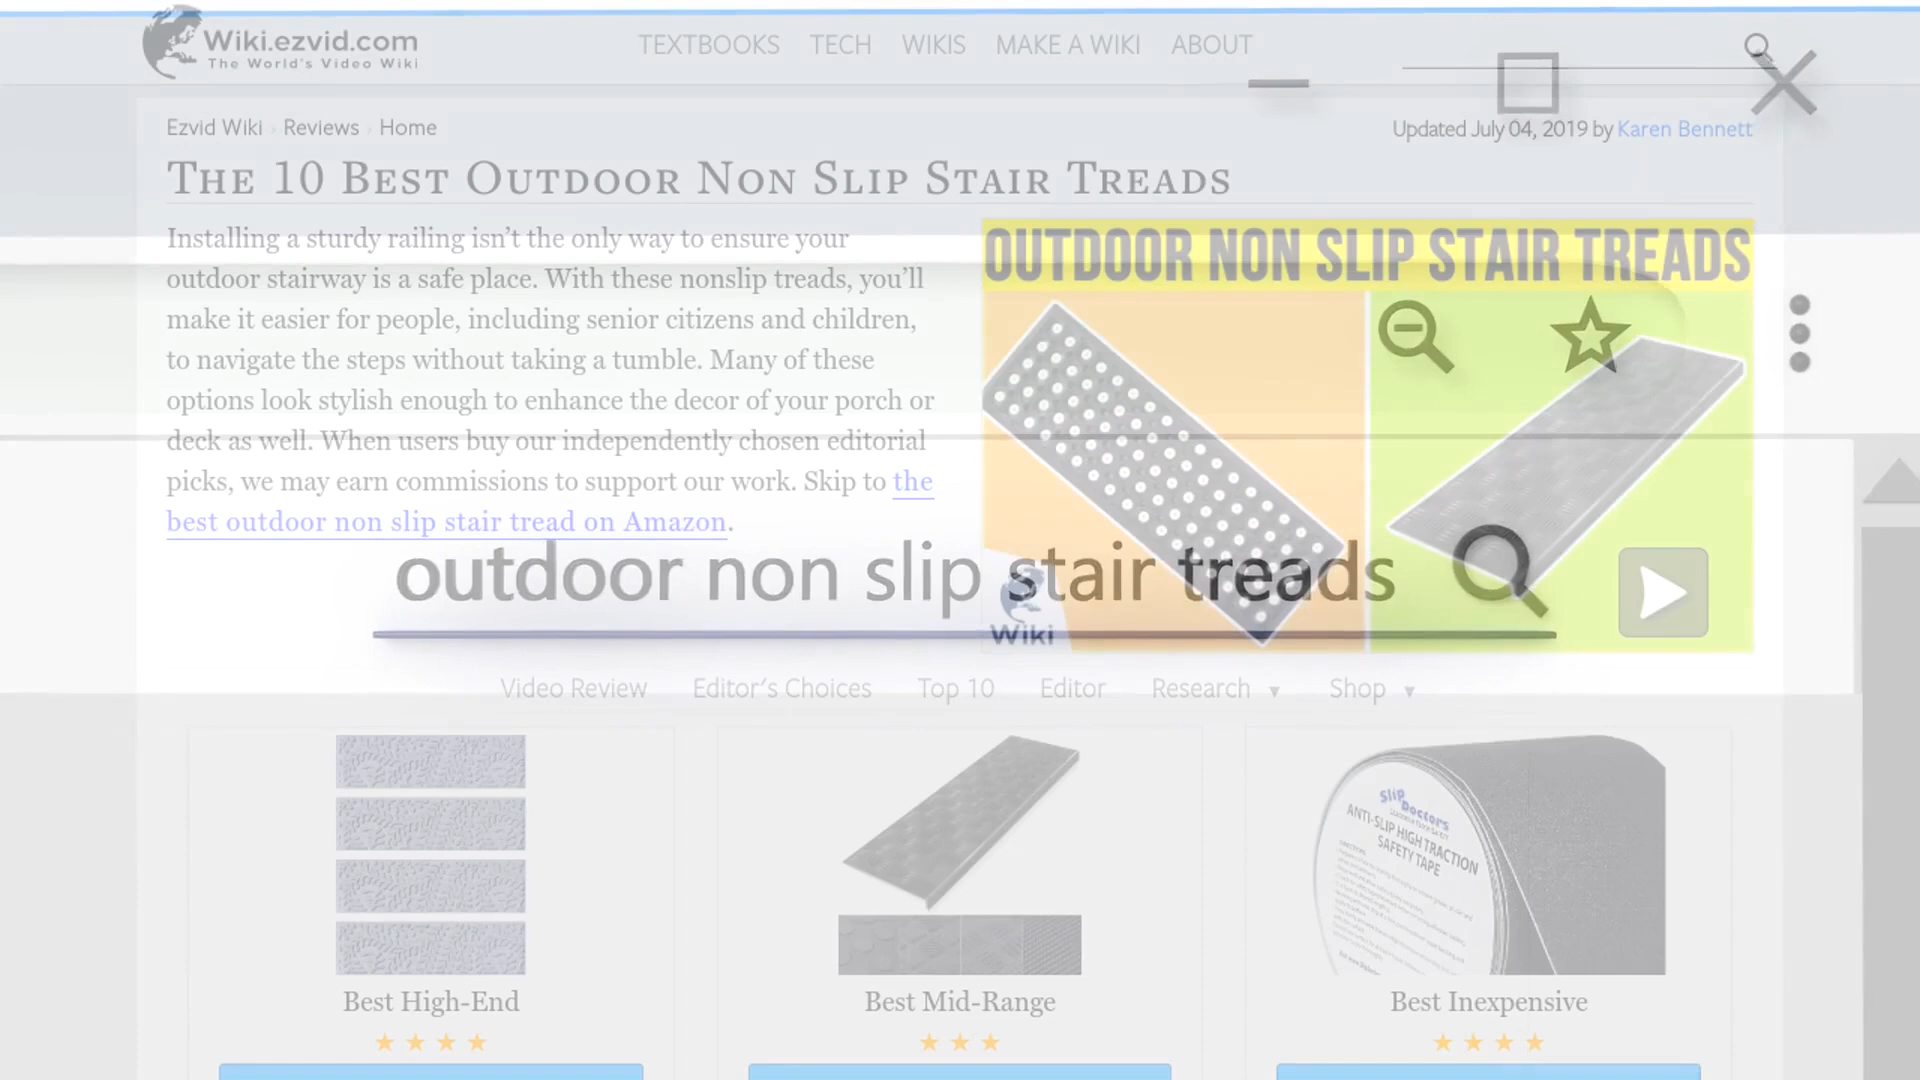 Wiki.ezvid.com
The World's Video Wiki
TEXTBOOKS TECH WIKIS MAKE A WIKI ABOUT
Ezvid Wiki › Reviews › Home
Updated July 04, 2019 by Karen Bennett
The 10 Best Outdoor Non Slip Stair Treads
Installing a sturdy railing isn't the only way to ensure your
outdoor stairway is a safe place. With these nonslip treads, you'll
make it easier for people, including senior citizens and children,
to navigate the steps without taking a tumble. Many of these
options look stylish enough to enhance the decor of your porch or
deck as well. When users buy our independently chosen editorial
picks, we may earn commissions to support our work. Skip to the
best outdoor non slip stair tread on Amazon.
OUTDOOR NON SLIP STAIR TREADS
Wiki
outdoor non slip stair treads
Video Review Editor's Choices Top 10 Editor Research ▼ Shop ▼
Slip
Doctors
ANTI-SLIP HIGH TRACTION
SAFETY TAPE
Best High-End
Best Mid-Range
Best Inexpensive